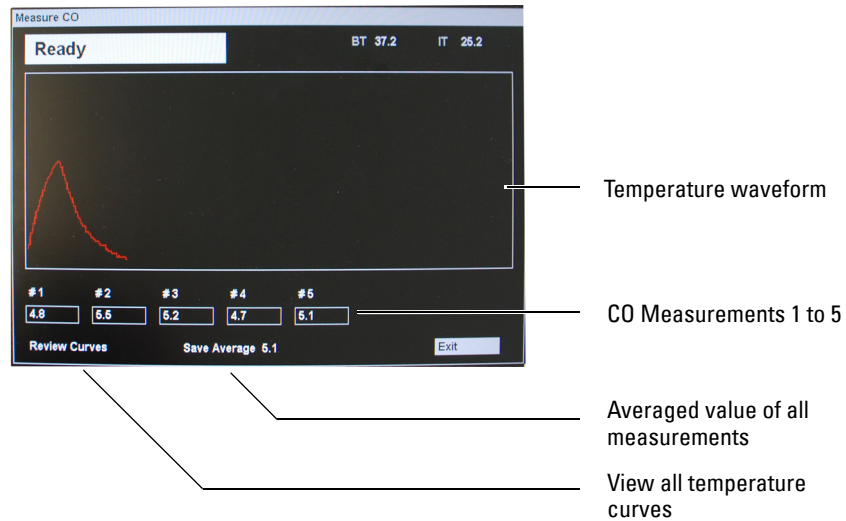 Measure CO
Ready
BT 37.2 IT 25.2
Temperature waveform
#1 #2 #3 #4 #5
4.8 5.5 5.2 4.7 5.1
CO Measurements 1 to 5
Review Curves Save Average 5.1 Exit
Averaged value of all
measurements
View all temperature
curves